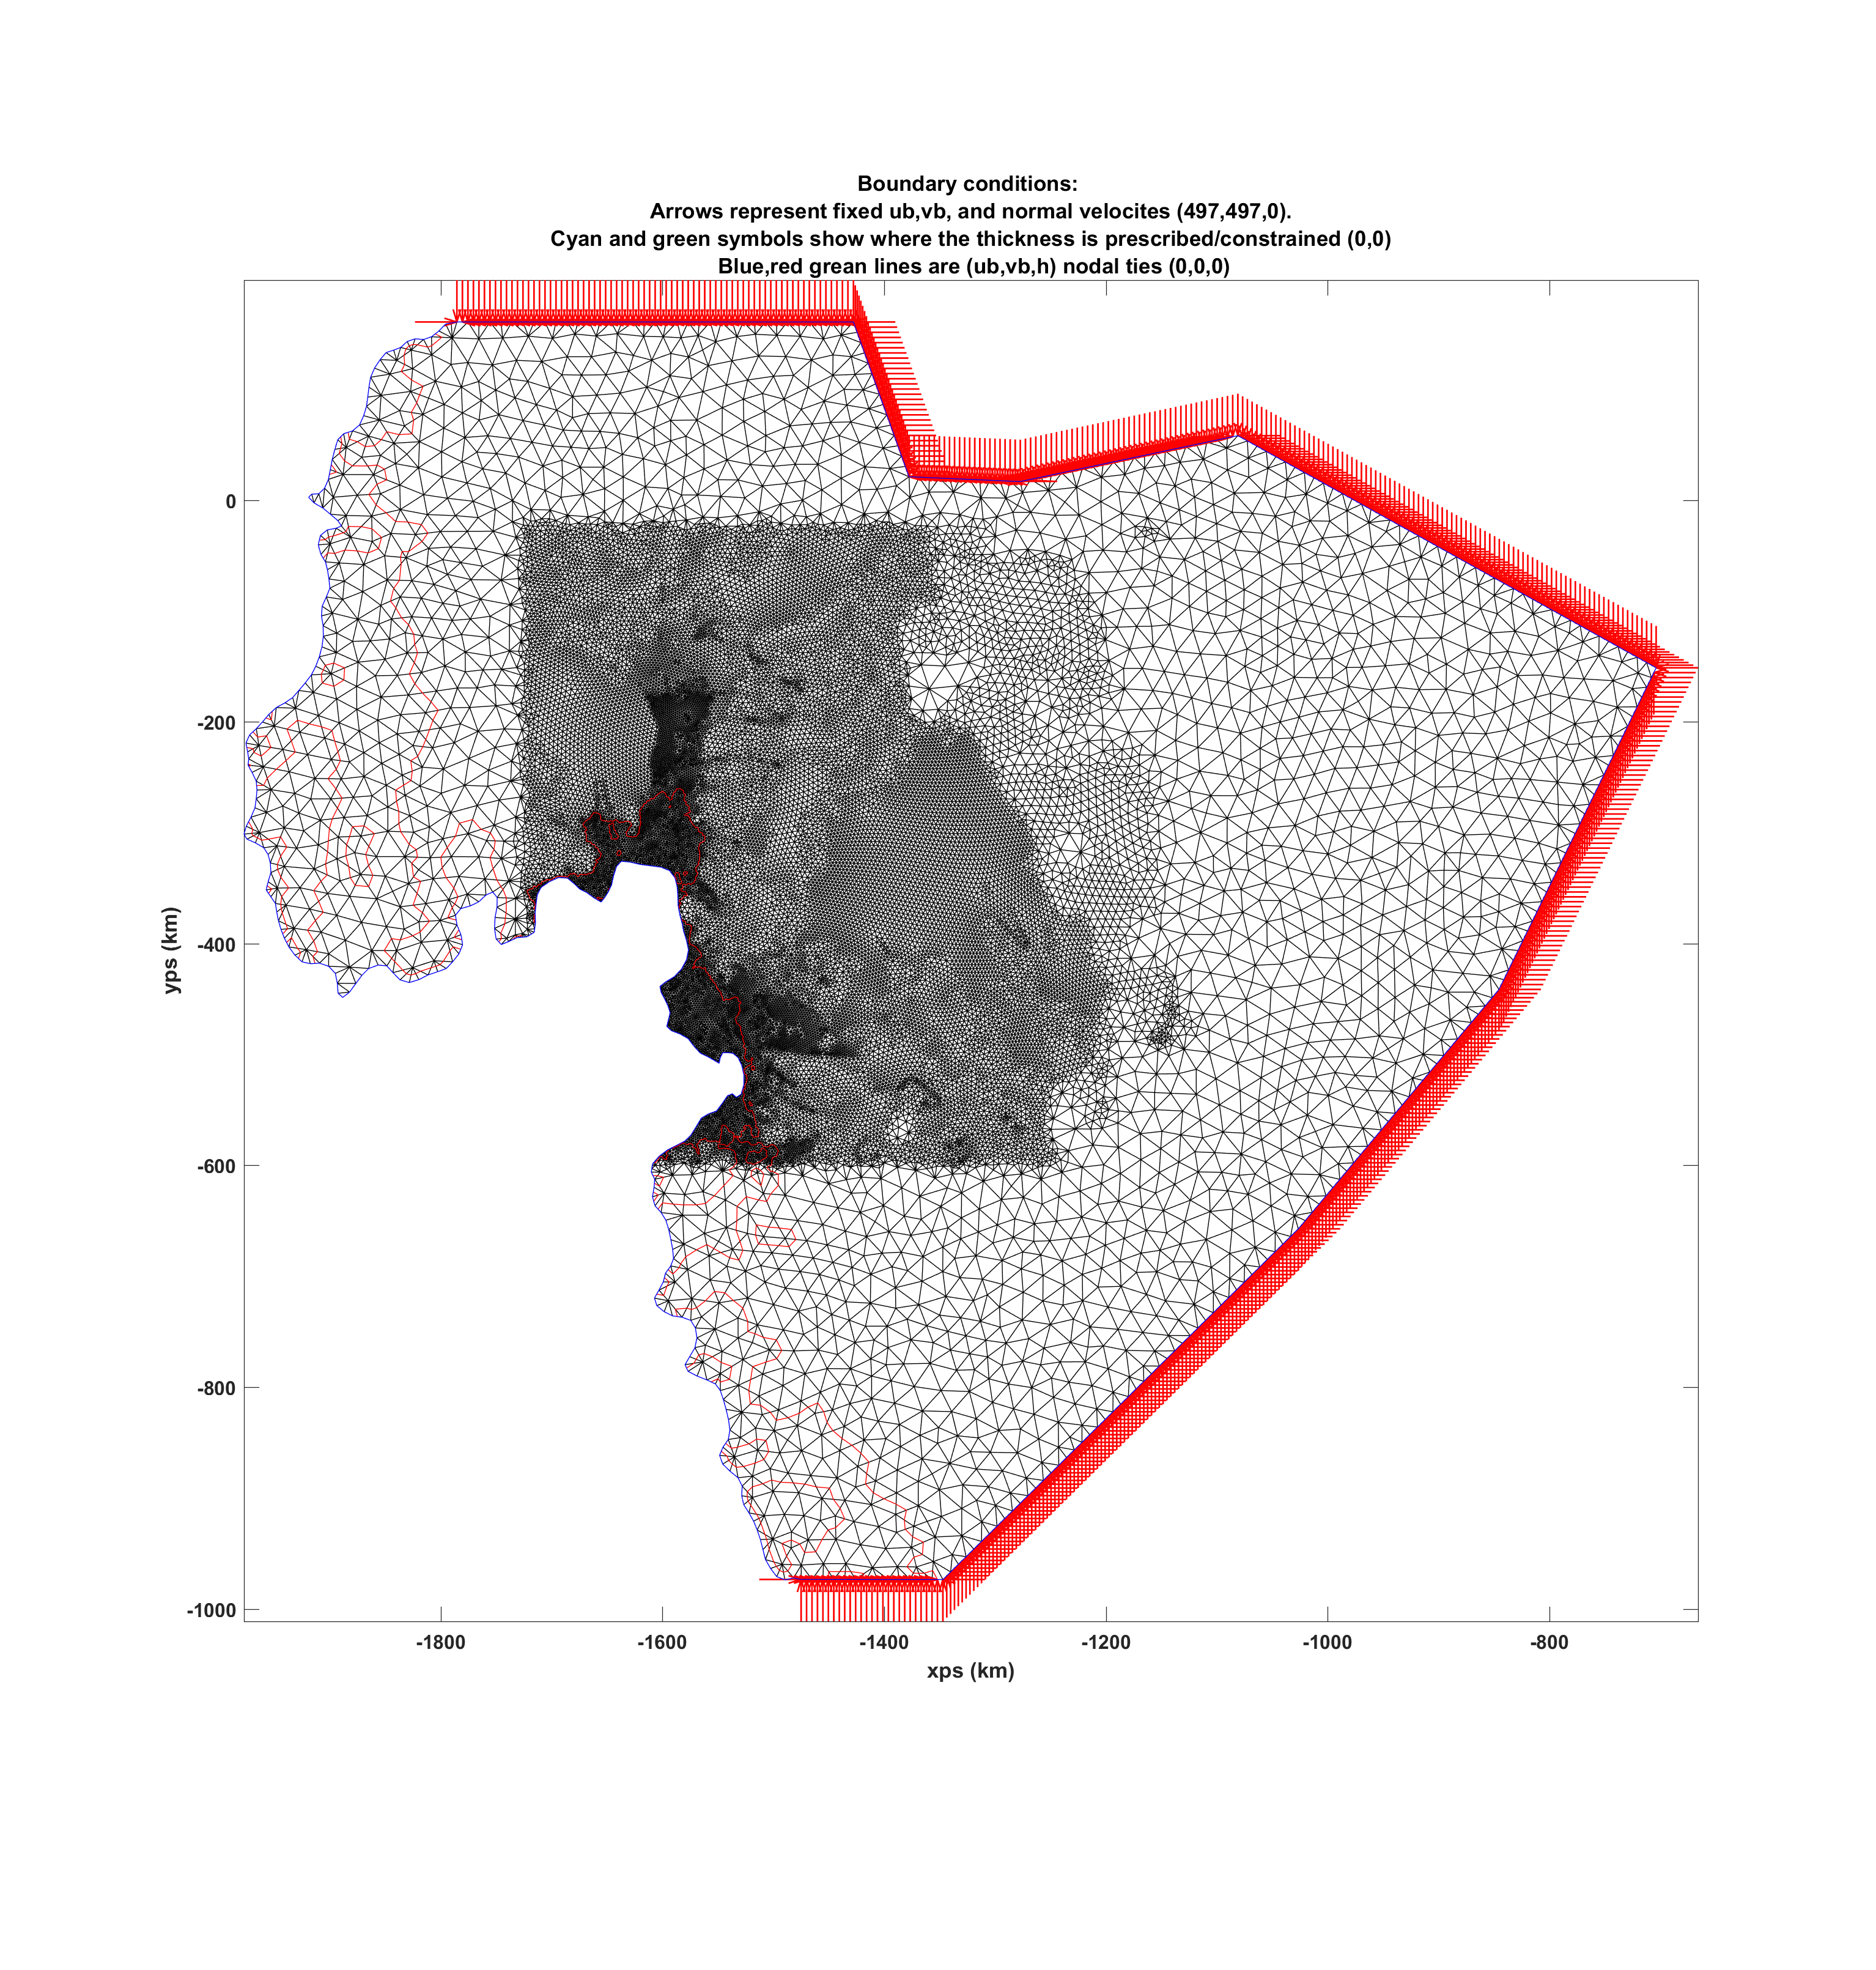 Boundary conditions:
Arrows represent fixed ub,vb, and normal velocites (497,497,0).
Cyan and green symbols show where the thickness is prescribed/constrained (0,0)
Blue,red grean lines are (ub,vb,h) nodal ties (0,0,0)
0
-200
-400
-600
-800
-1000
yps (km)
-1800
-1600
-1400
-1200
-1000
-800
xps (km)